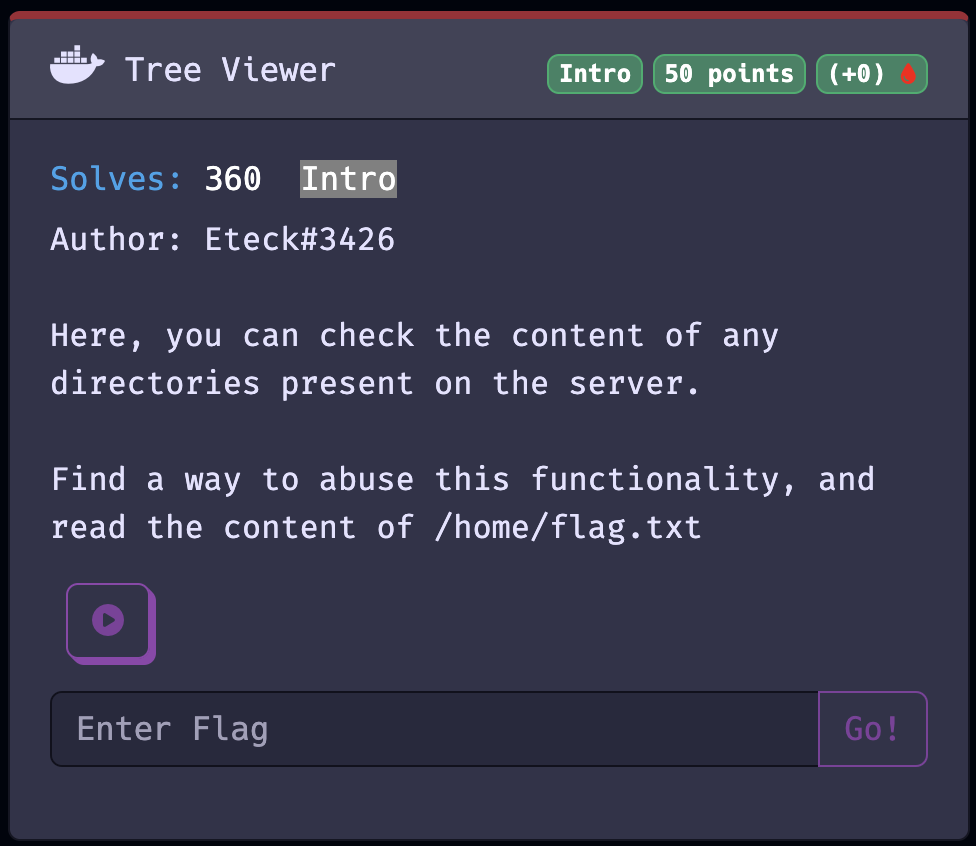 Tree Viewer
Intro
50 points
(+0)
Solves: 360 Intro
Author: Eteck#3426
Here, you can check the content of any
directories present on the server.
Find a way to abuse this functionality, and
read the content of /home/flag.txt
Enter Flag
Go!